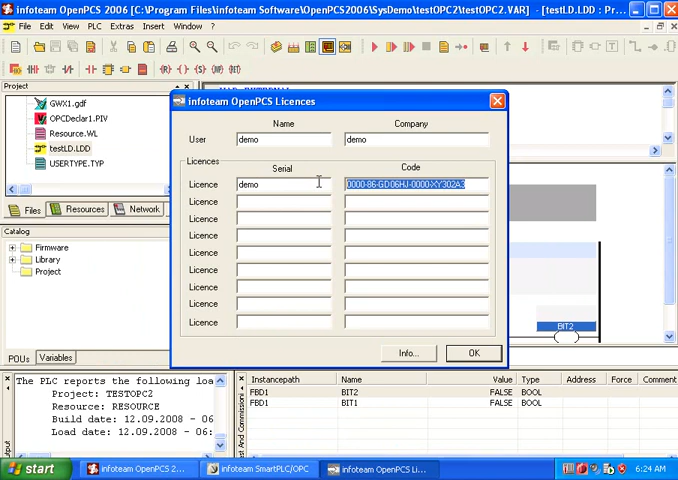 infoteam OpenPCS 2006 [C:\Program Files\infoteam Software\OpenPCS2006\SysDemo\testOPC2\testOPC2.VAR] - [testLD.LDD : Pr
File Edit View PLC Extras Insert Code Window Help
Project
GWX1.gdf
OPCDeclar1.PIV
Resource.WL
testLD.LDD
USERTYPE.TYP
Files Resources Network
Catalog
Firmware
Library
Project
POUs Variables
infoteam OpenPCS Licences
Name Company
User demo demo
Licences
Serial Code
Licence demo 0000-86-GD06HJ-0000-XY302A3
Licence
Licence
Licence
Licence
Licence
Licence
Licence
Licence
Info... OK
BIT2
The PLC reports the following loa
Project: TESTOPC2
Resource: RESOURCE
Build date: 12.09.2008 - 06
Load date: 12.09.2008 - 06:
Instancepath Name Value Type Address Force Comment
FBD1 BIT2 FALSE BOOL
FBD1 BIT1 FALSE BOOL
start infoteam OpenPCS 2... infoteam SmartPLC/OPC infoteam OpenPCS Li... 6:24 AM